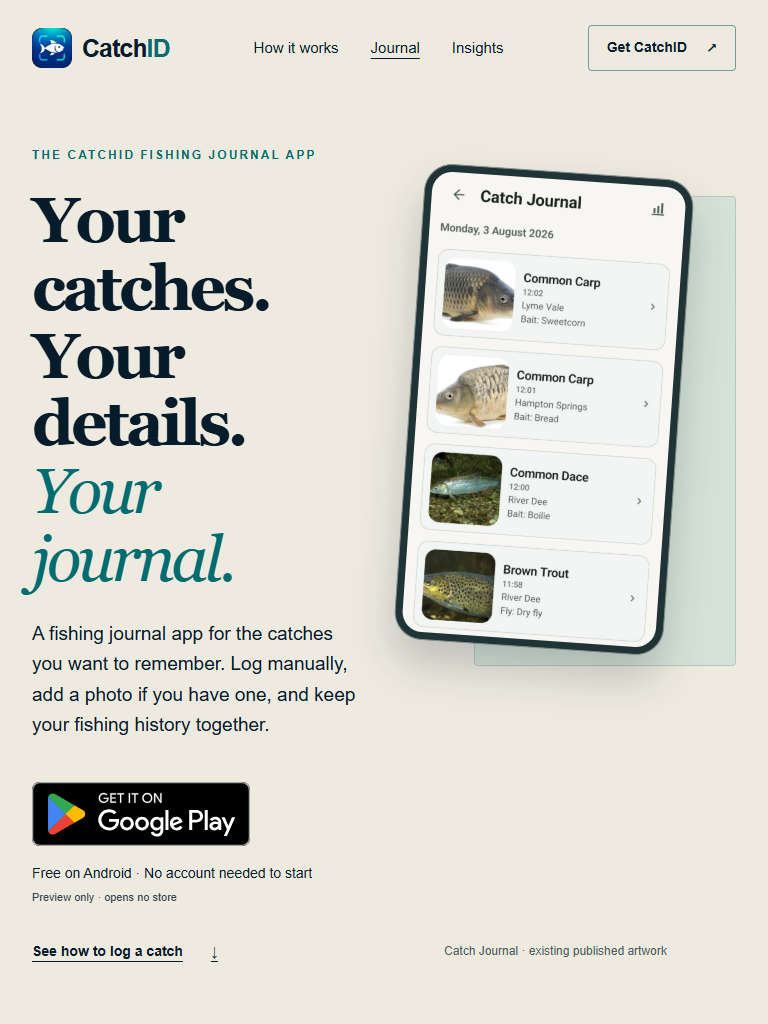 CatchID
How it works
Journal
Insights
Get CatchID ↗
THE CATCHID FISHING JOURNAL APP
Your
catches.
Your
details.
Your
journal.
A fishing journal app for the catches
you want to remember. Log manually,
add a photo if you have one, and keep
your fishing history together.
GET IT ON
Google Play
Free on Android · No account needed to start
Preview only · opens no store
See how to log a catch ↓
Catch Journal
Monday, 3 August 2026
Common Carp
12:02
Lyme Vale
Bait: Sweetcorn
Common Carp
12:01
Hampton Springs
Bait: Bread
Common Dace
12:00
River Dee
Bait: Boilie
Brown Trout
11:58
River Dee
Fly: Dry fly
Catch Journal · existing published artwork